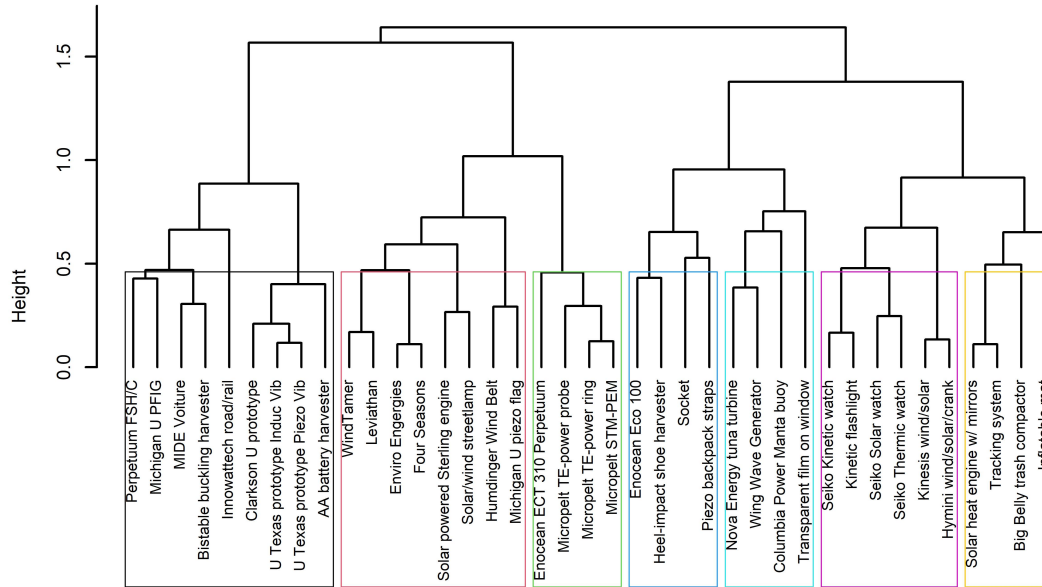 Height
1.5
1.0
0.5
0.0
Perpetuum FSH/C
Michigan U PFIG
MIDE Voiture
Bistable buckling harvester
Innowattech road/rail
Clarkson U prototype
U Texas prototype Induc Vib
U Texas prototype Piezo Vib
AA battery harvester
WindTamer
Leviathan
Enviro Engergies
Four Seasons
Solar powered Sterling engine
Solar/wind streetlamp
Humdinger Wind Belt
Michigan U piezo flag
Enocean ECT 310 Perpetuum
Micropelt TE-power probe
Micropelt TE-power ring
Micropelt STM-PEM
Enocean Eco 100
Heel-impact shoe harvester
Socket
Piezo backpack straps
Nova Energy tuna turbine
Wing Wave Generator
Columbia Power Manta buoy
Transparent film on window
Seiko Kinetic watch
Kinetic flashlight
Seiko Solar watch
Seiko Thermic watch
Kinesis wind/solar
Hymini wind/solar/crank
Solar heat engine w/ mirrors
Tracking system
Big Belly trash compactor